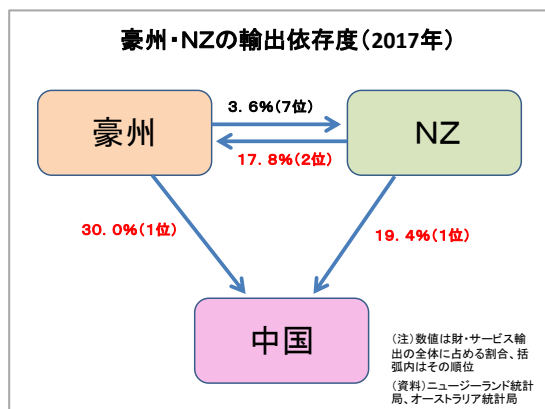 豪州・NZの輸出依存度（2017年）
3．6％（7位）
豪州
NZ
17．8％（2位）
30．0％（1位）
19．4％（1位）
中国
（注）数値は財・サービス輸
出の全体に占める割合、括
弧内はその順位
（資料）ニュージーランド統計
局、オーストラリア統計局